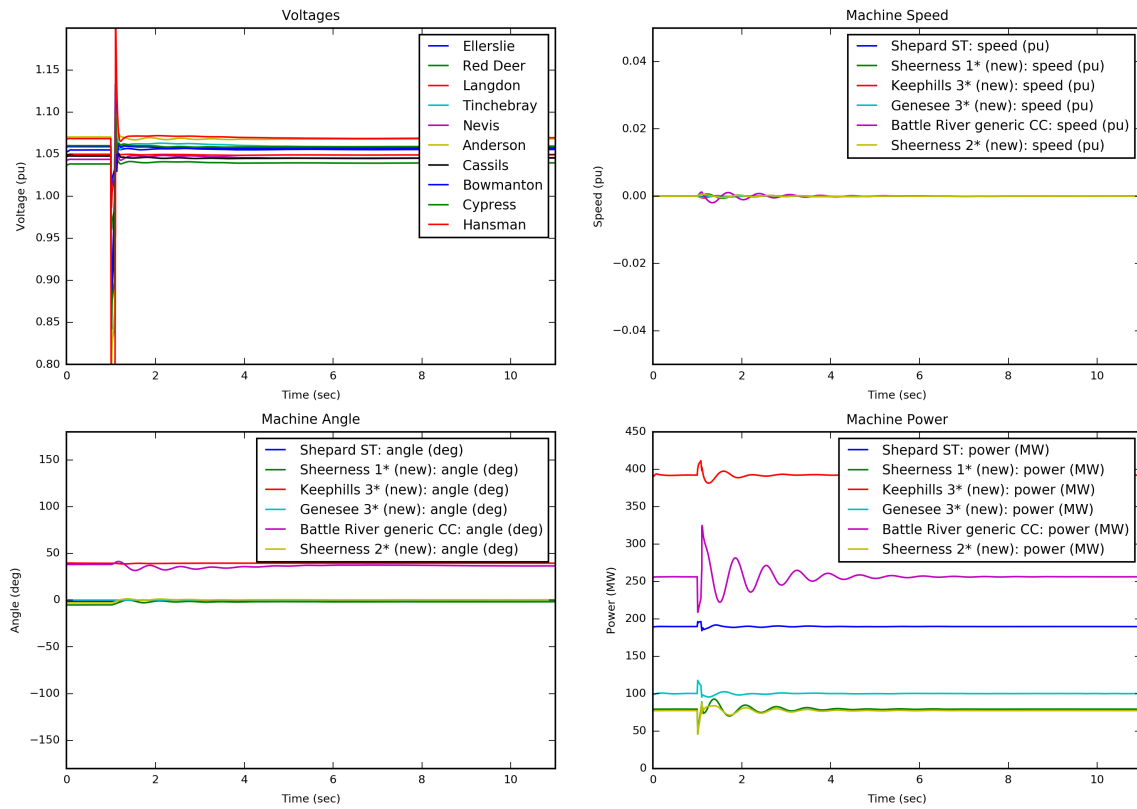 Voltages
1.15
1.10
1.05
1.00
0.95
0.90
0.85
0.80
Voltage (pu)
0
2
4
6
8
10
Time (sec)
Ellerslie
Red Deer
Langdon
Tinchebray
Nevis
Anderson
Cassils
Bowmanton
Cypress
Hansman
Machine Speed
0.04
0.02
0.00
−0.02
−0.04
Speed (pu)
0
2
4
6
8
10
Time (sec)
Shepard ST: speed (pu)
Sheerness 1* (new): speed (pu)
Keephills 3* (new): speed (pu)
Genesee 3* (new): speed (pu)
Battle River generic CC: speed (pu)
Sheerness 2* (new): speed (pu)
Machine Angle
150
100
50
0
−50
−100
−150
Angle (deg)
0
2
4
6
8
10
Time (sec)
Shepard ST: angle (deg)
Sheerness 1* (new): angle (deg)
Keephills 3* (new): angle (deg)
Genesee 3* (new): angle (deg)
Battle River generic CC: angle (deg)
Sheerness 2* (new): angle (deg)
Machine Power
450
400
350
300
250
200
150
100
50
0
Power (MW)
0
2
4
6
8
10
Time (sec)
Shepard ST: power (MW)
Sheerness 1* (new): power (MW)
Keephills 3* (new): power (MW)
Genesee 3* (new): power (MW)
Battle River generic CC: power (MW)
Sheerness 2* (new): power (MW)